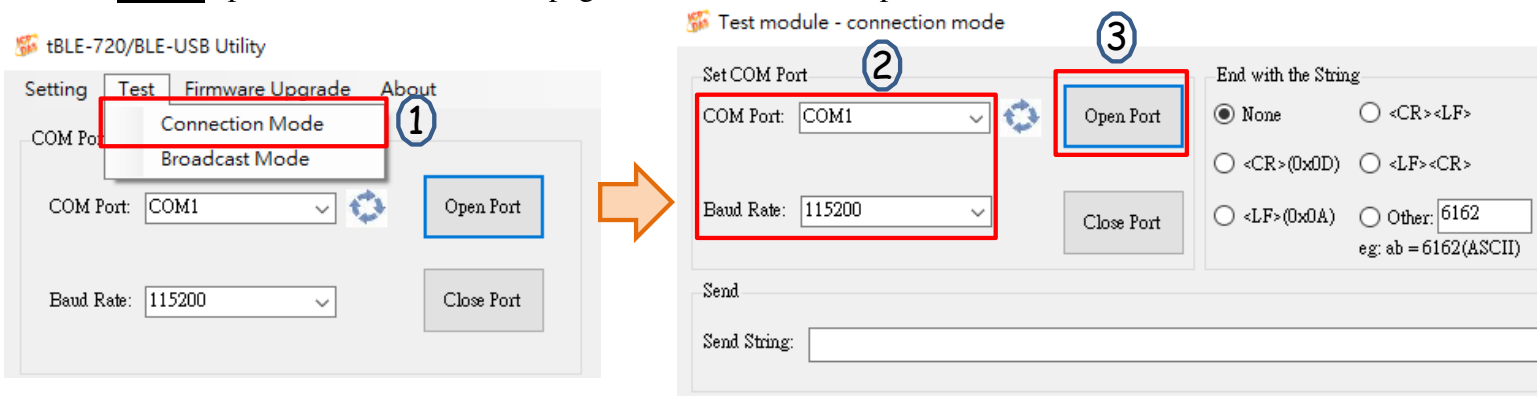 tBLE-720/BLE-USB Utility
Setting Test Firmware Upgrade About
Connection Mode
1
Broadcast Mode
COM Port: COM1
Open Port
Baud Rate: 115200
Close Port
Test module - connection mode
3
Set COM Port
2
COM Port: COM1
Open Port
Baud Rate: 115200
Close Port
End with the String
None <CR><LF>
<CR>(0x0D) <LF><CR>
<LF>(0x0A) Other: 6162
eg: ab = 6162(ASCII)
Send
Send String: